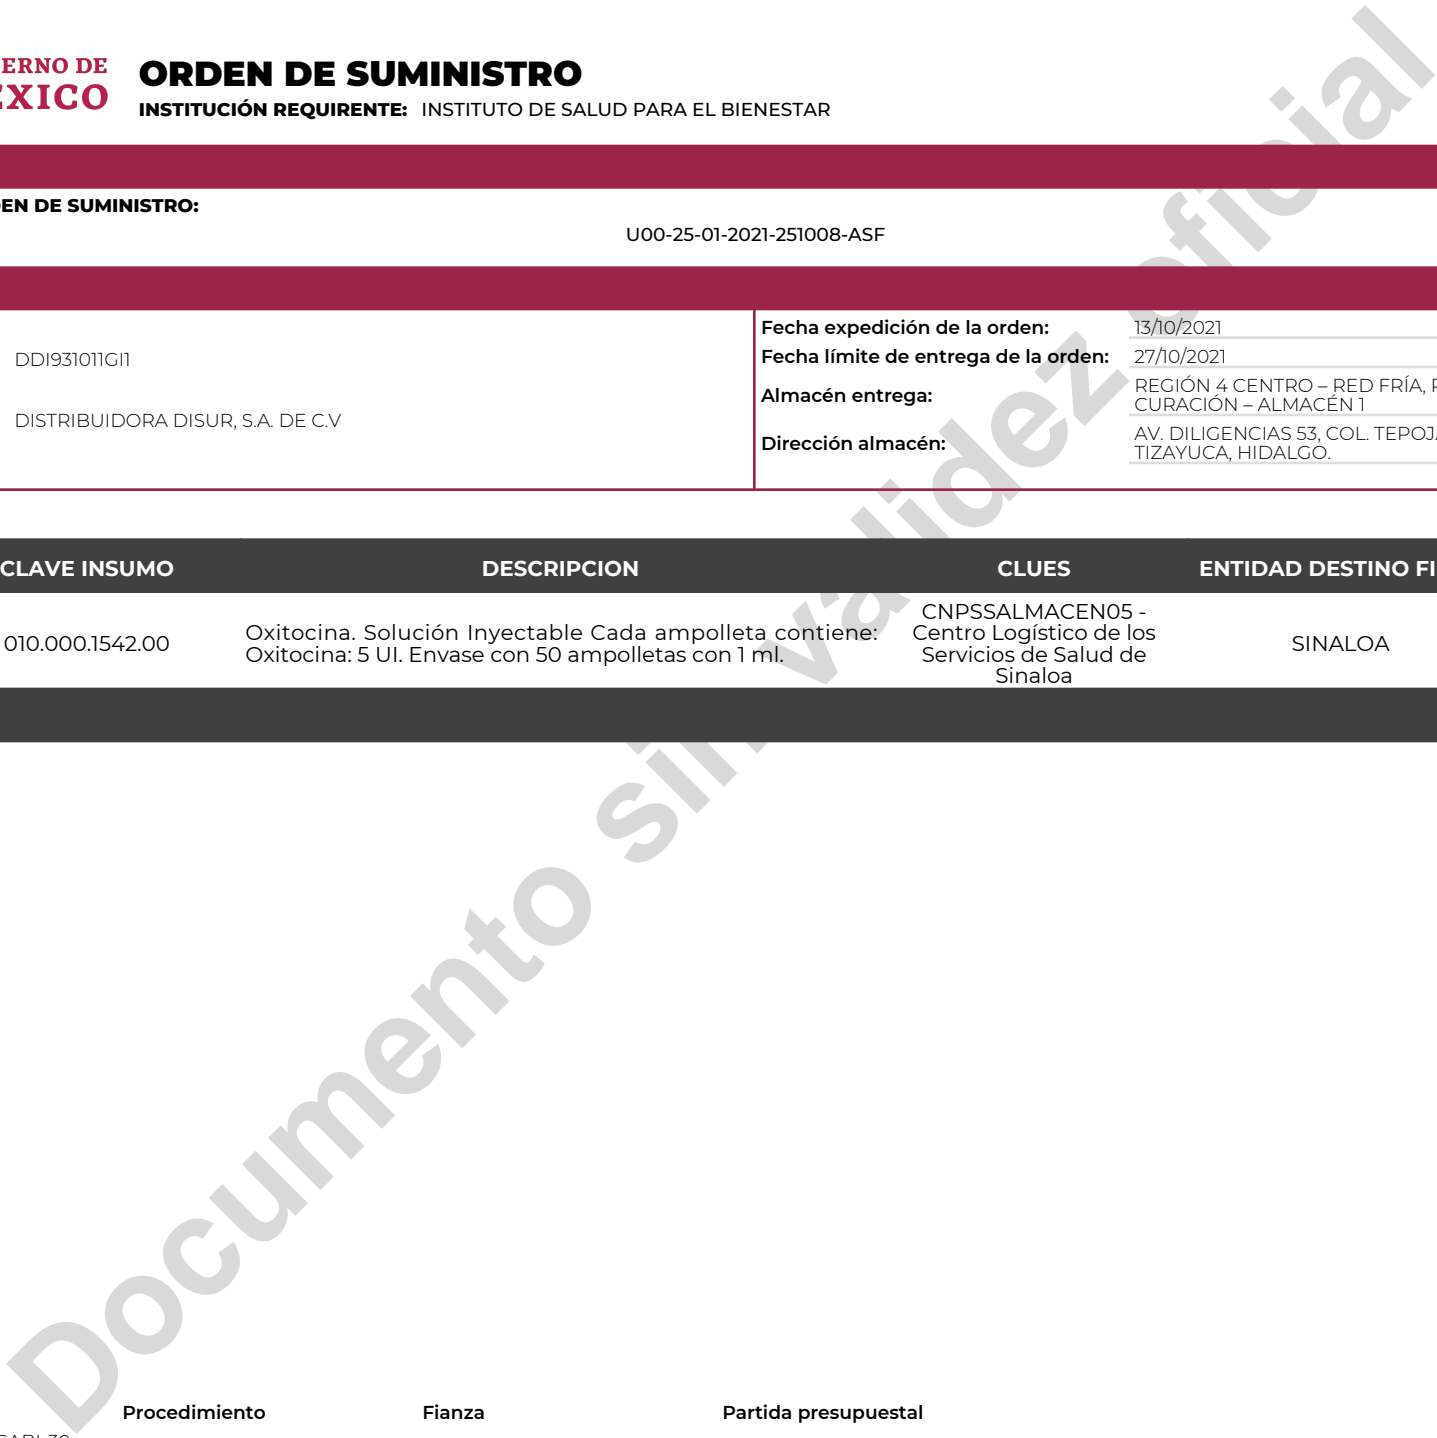 ERNO DE
ORDEN DE SUMINISTRO
INSTITUCIÓN REQUIRENTE: INSTITUTO DE SALUD PARA EL BIENESTAR
EN DE SUMINISTRO:
U00-25-01-2021-251008-ASF
DDI931011GI1
DISTRIBUIDORA DISUR, S.A. DE C.V
Fecha expedición de la orden: 13/10/2021
Fecha límite de entrega de la orden: 27/10/2021
Almacén entrega: REGIÓN 4 CENTRO – RED FRÍA,
CURACIÓN – ALMACÉN 1
Dirección almacén: AV. DILIGENCIAS 53, COL. TEPOJ
TIZAYUCA, HIDALGO.
CLAVE INSUMO DESCRIPCION CLUES ENTIDAD DESTINO FI
010.000.1542.00
Oxitocina. Solución Inyectable Cada ampolleta contiene:
Oxitocina: 5 UI. Envase con 50 ampolletas con 1 ml.
CNPSSALMACEN05 -
Centro Logístico de los
Servicios de Salud de
Sinaloa
SINALOA
Documento sin validez oficial
Procedimiento Fianza Partida presupuestal